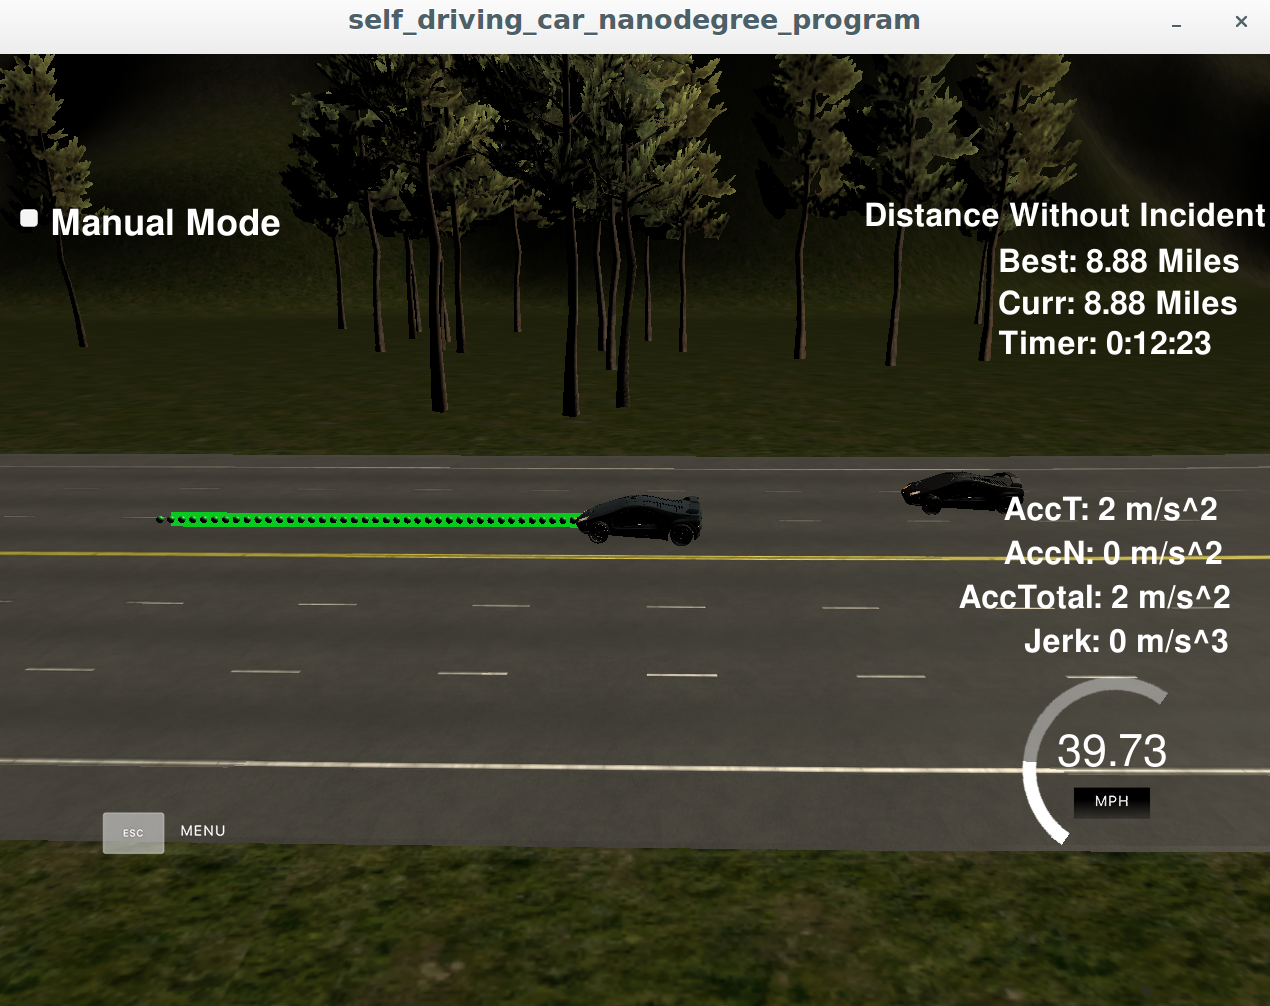 self_driving_car_nanodegree_program
Manual Mode
Distance Without Incident
Best: 8.88 Miles
Curr: 8.88 Miles
Timer: 0:12:23
AccT: 2 m/s^2
AccN: 0 m/s^2
AccTotal: 2 m/s^2
Jerk: 0 m/s^3
39.73
MPH
ESC MENU